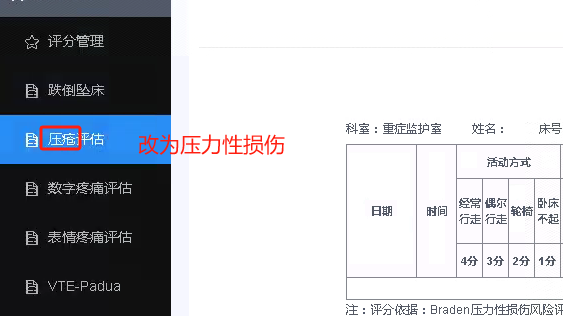 评分管理
跌倒坠床
压疮评估
改为压力性损伤
数字疼痛评估
表情疼痛评估
VTE-Padua
科室：重症监护室 姓名： 床号
活动方式
日期 时间 经常行走 偶尔行走 轮椅 卧床不起
4分 3分 2分 1分
注：评分依据：Braden压力性损伤风险评